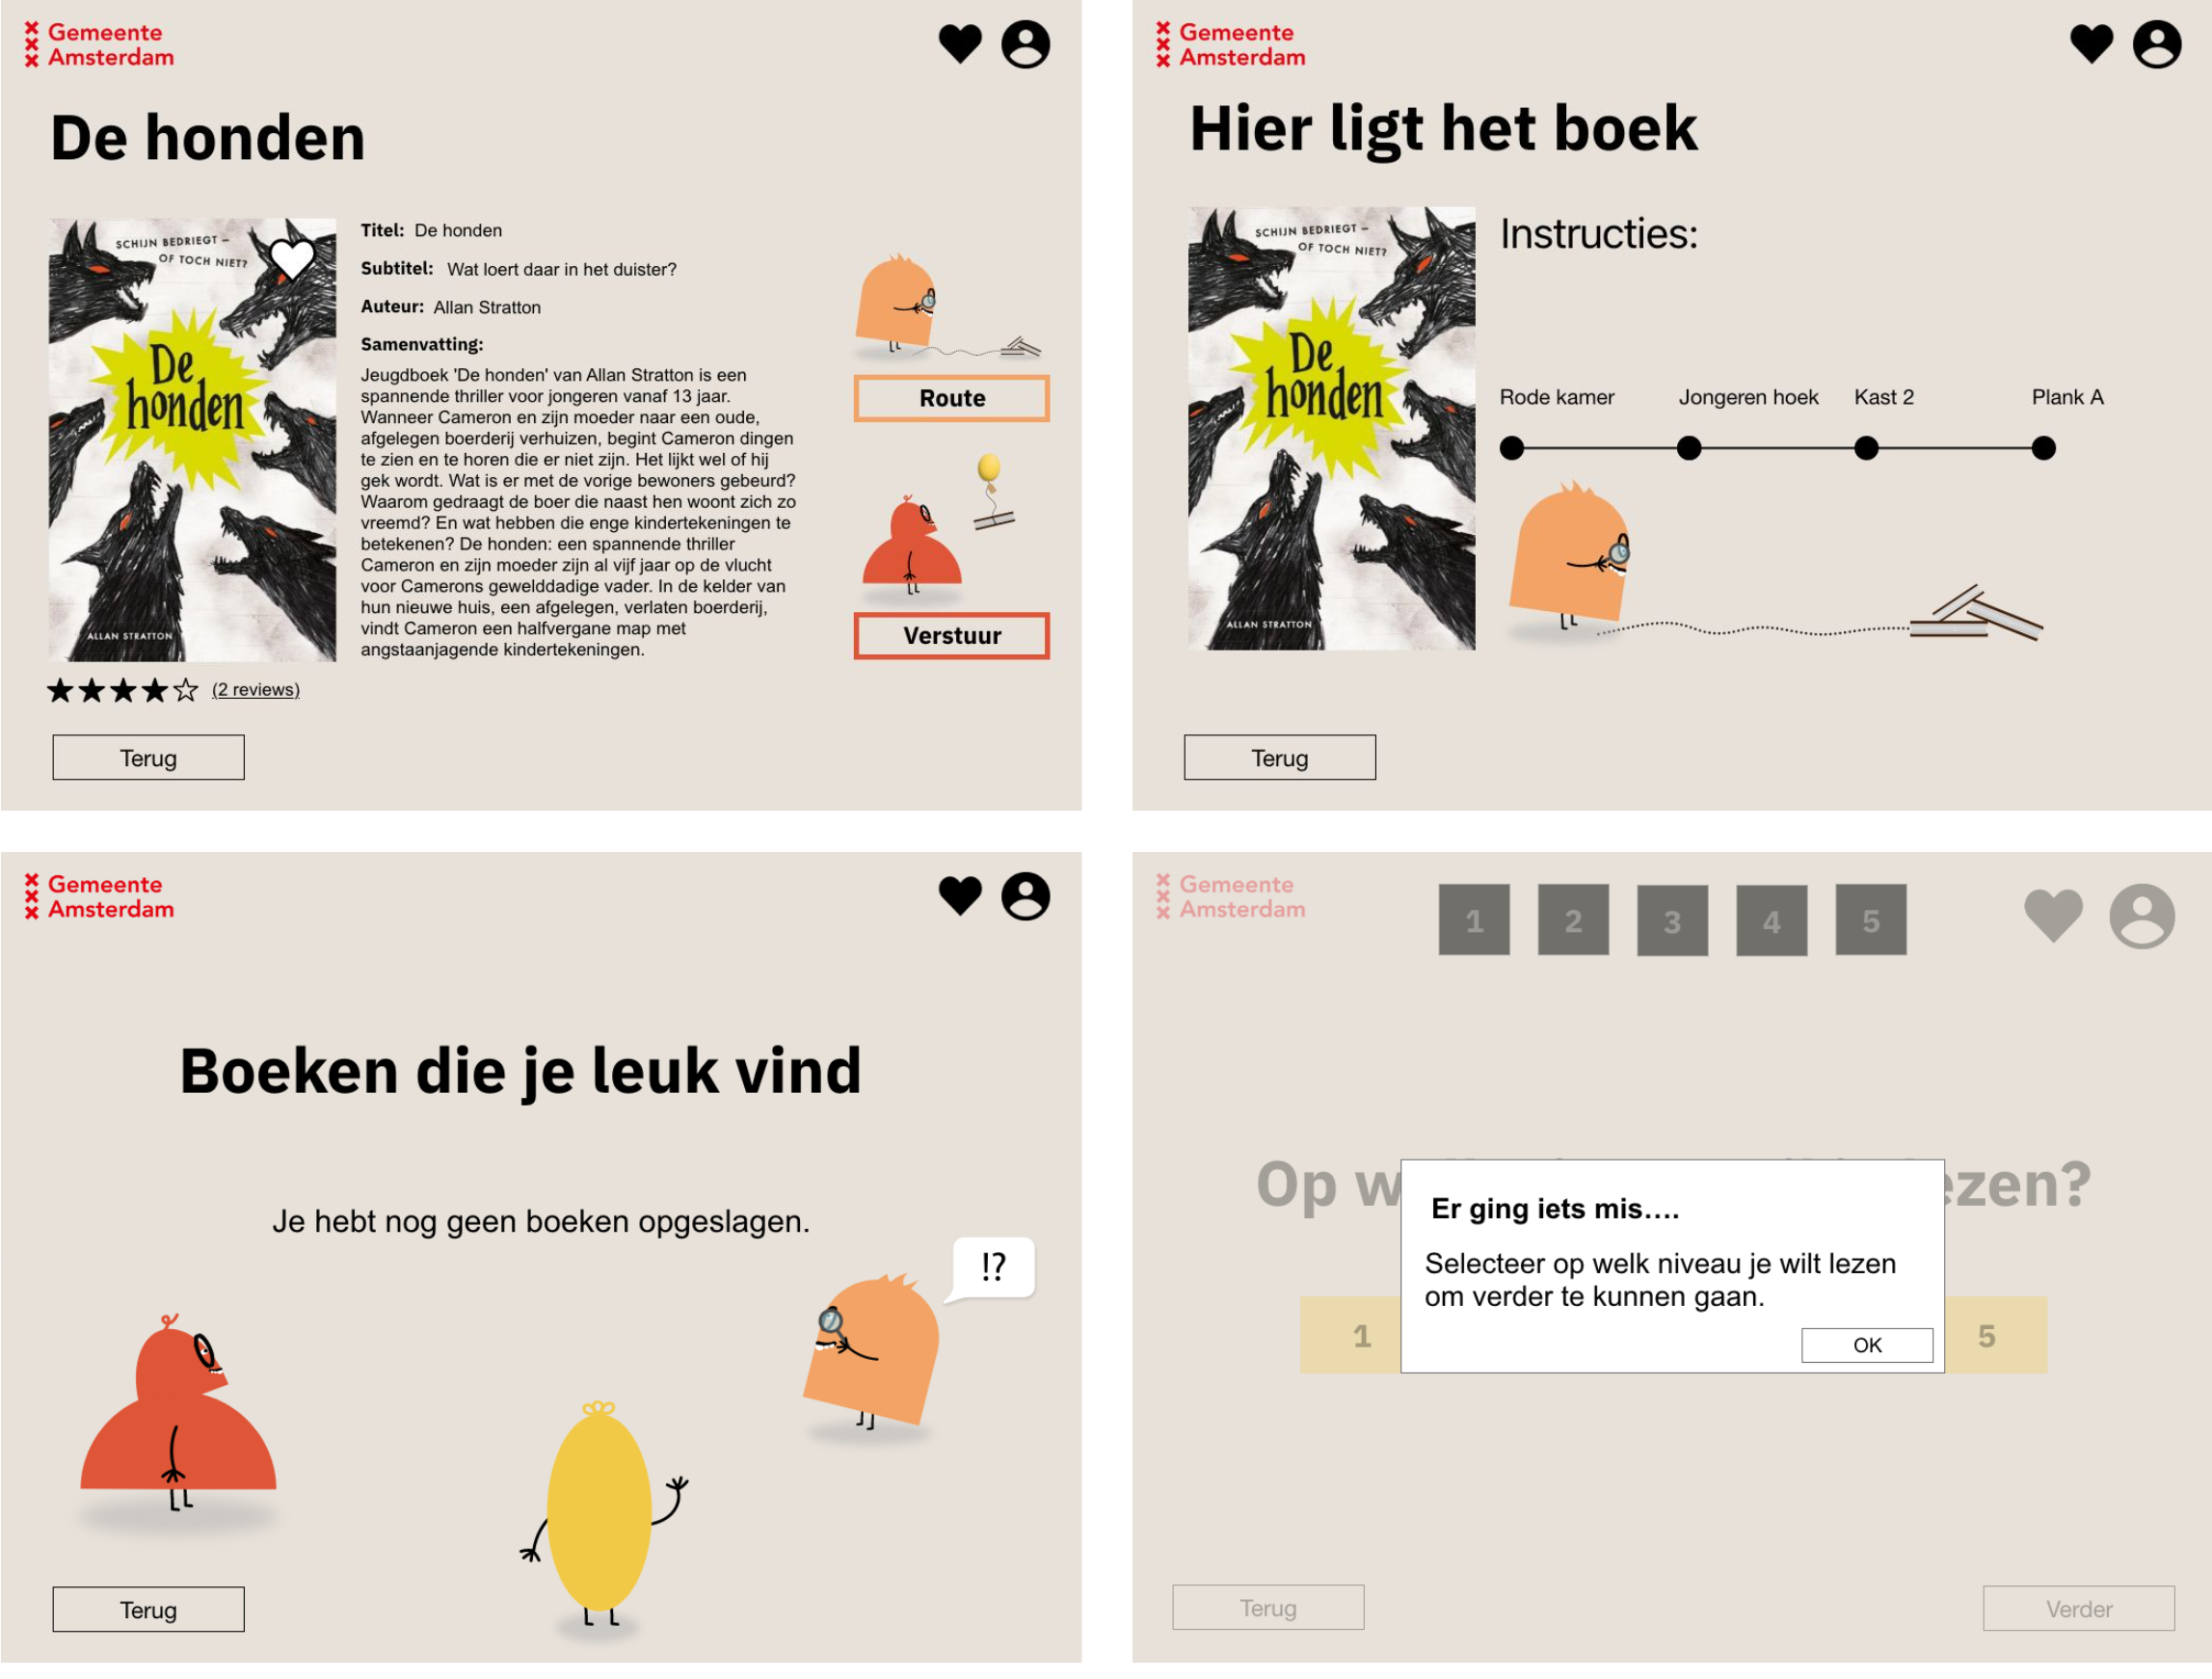 Gemeente
Amsterdam
De honden
SCHIJN BEDRIEGT –
OF TOCH NIET?
De
honden
ALLAN STRATTON
(2 reviews)
Titel: De honden
Subtitel: Wat loert daar in het duister?
Auteur: Allan Stratton
Samenvatting:
Jeugdboek 'De honden' van Allan Stratton is een
spannende thriller voor jongeren vanaf 13 jaar.
Wanneer Cameron en zijn moeder naar een oude,
afgelegen boerderij verhuizen, begint Cameron dingen
te zien en te horen die er niet zijn. Het lijkt wel of hij
gek wordt. Wat is er met de vorige bewoners gebeurd?
Waarom gedraagt de boer die naast hen woont zich zo
vreemd? En wat hebben die enge kindertekeningen te
betekenen? De honden: een spannende thriller
Cameron en zijn moeder zijn al vijf jaar op de vlucht
voor Camerons gewelddadige vader. In de kelder van
hun nieuwe huis, een afgelegen, verlaten boerderij,
vindt Cameron een halfvergane map met
angstaanjagende kindertekeningen.
Route
Verstuur
Terug
Gemeente
Amsterdam
Hier ligt het boek
SCHIJN BEDRIEGT –
OF TOCH NIET?
De
honden
ALLAN STRATTON
Instructies:
Rode kamer Jongeren hoek Kast 2 Plank A
Terug
Gemeente
Amsterdam
Boeken die je leuk vind
Je hebt nog geen boeken opgeslagen.
!?
Terug
Gemeente
Amsterdam
1 2 3 4 5
Op w ezen?
Er ging iets mis....
Selecteer op welk niveau je wilt lezen
om verder te kunnen gaan.
OK
1 5
Terug
Verder